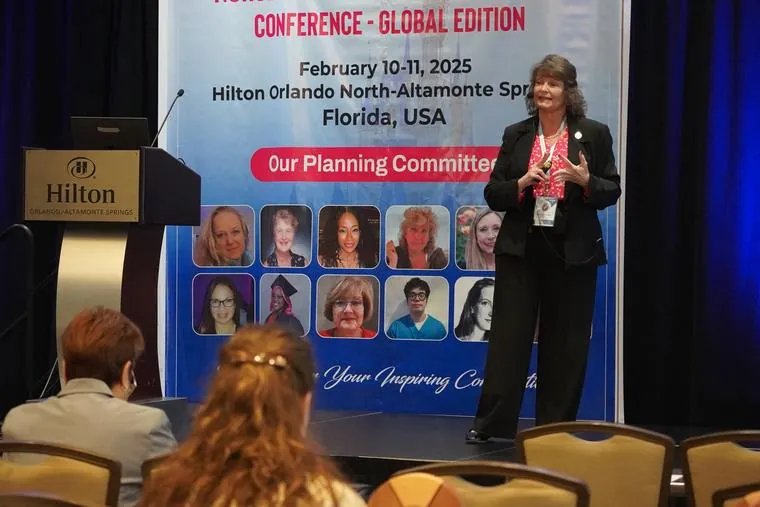 CONFERENCE - GLOBAL EDITION
February 10-11, 2025
Hilton Orlando North-Altamonte
Florida, USA
Our Planning Committee
Hilton
ORLANDO/ALTAMONTE SPRINGS
Your Inspiring